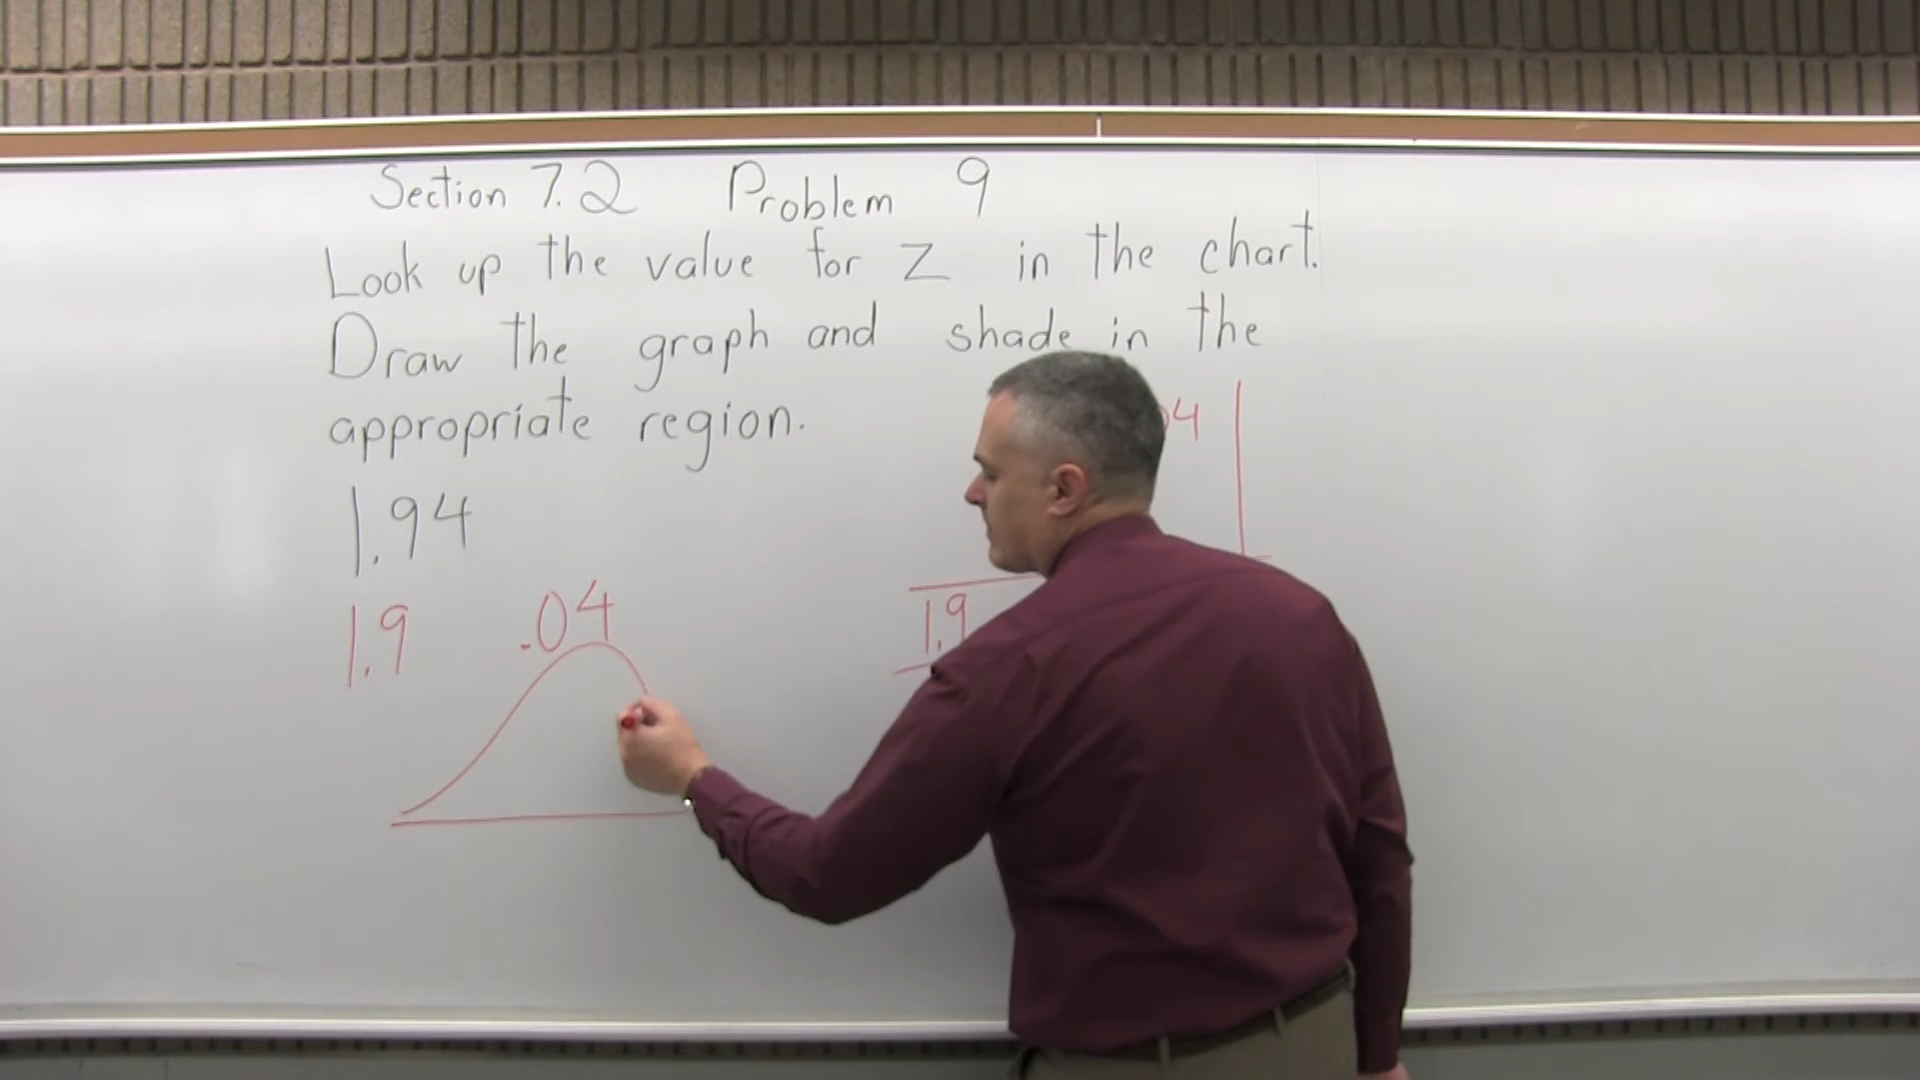 Section 7.2 Problem 9
Look up the value for Z in the chart.
Draw the graph and shade in the
appropriate region.
1.94
1.9 .04
04
1.9